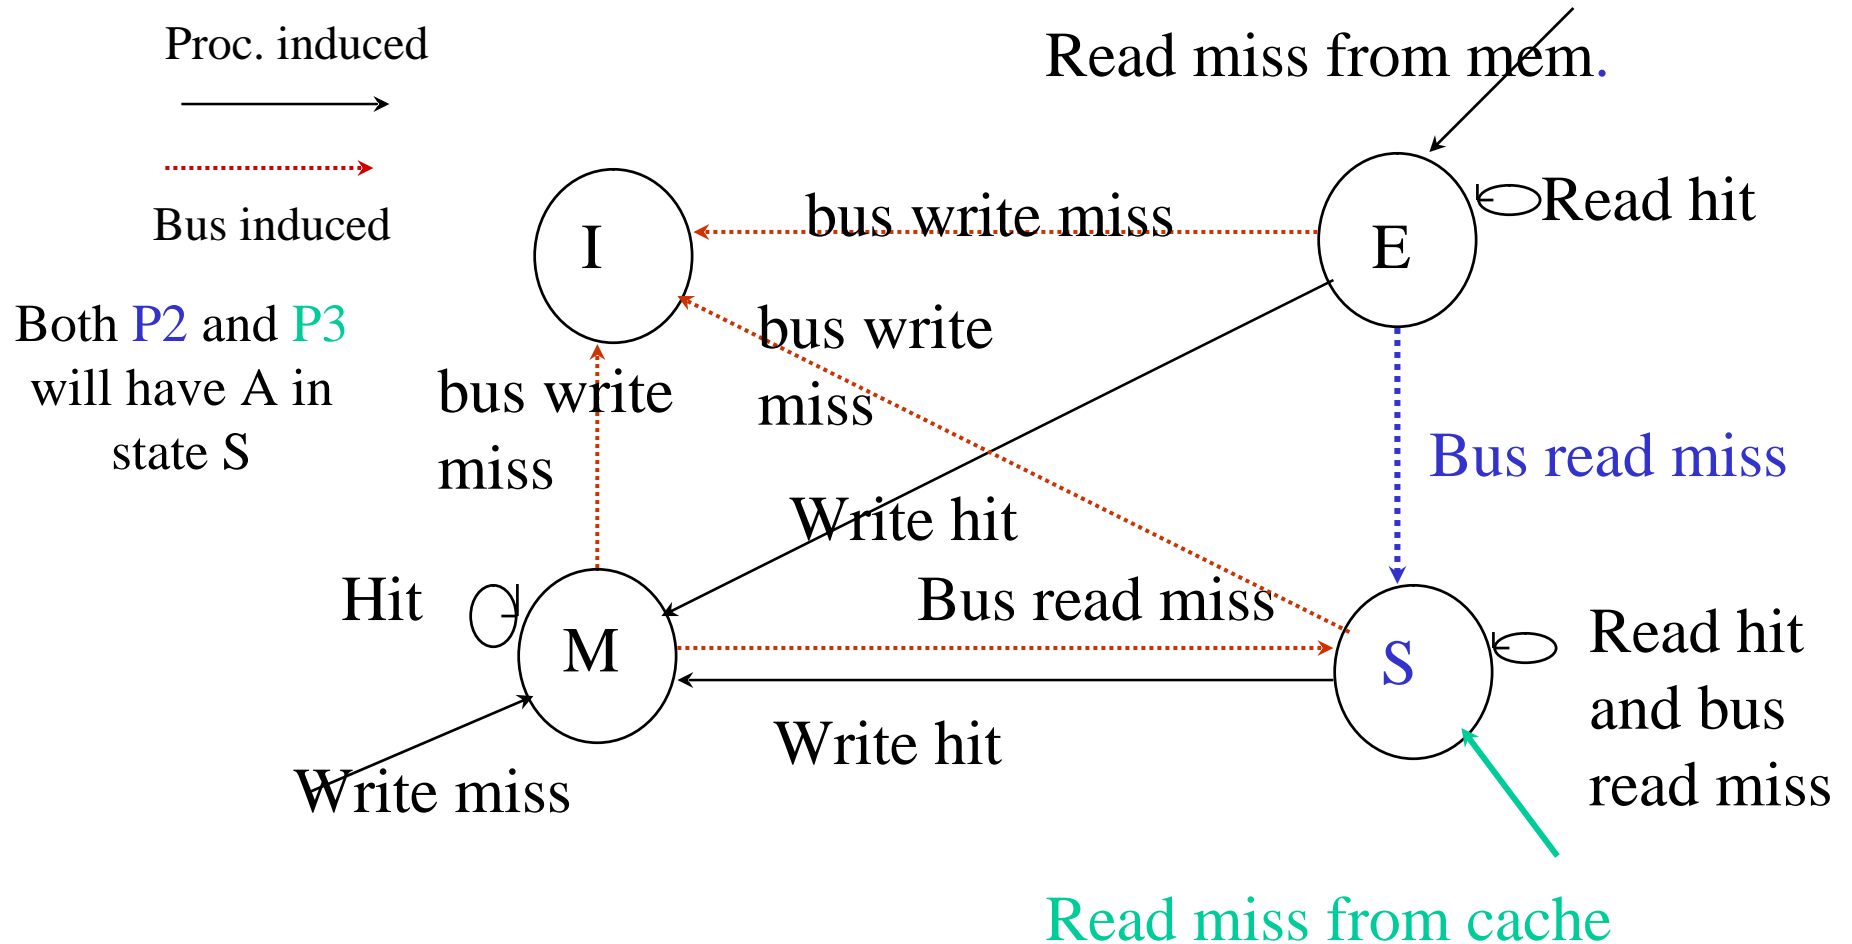 Proc. induced
Read miss from mem.
bus write miss
Read hit
Bus induced
I
E
Both P2 and P3
will have A in
state S
bus write
miss
bus write
miss
Bus read miss
Write hit
Hit
Bus read miss
M
S
Read hit
and bus
read miss
Write hit
Write miss
Read miss from cache